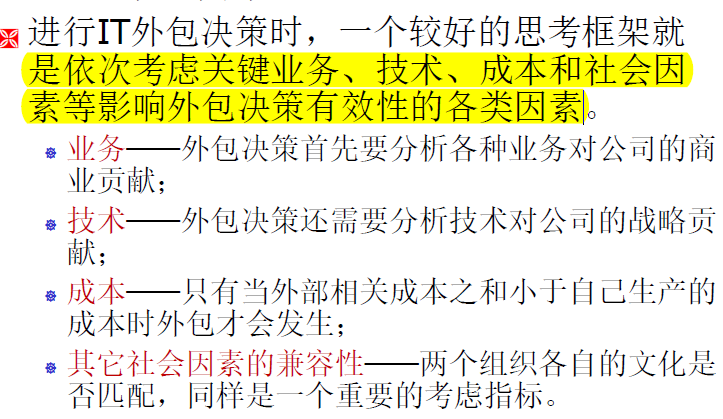 进行IT外包决策时，一个较好的思考框架就
是依次考虑关键业务、技术、成本和社会因
素等影响外包决策有效性的各类因素。
业务——外包决策首先要分析各种业务对公司的商
业贡献；
技术——外包决策还需要分析技术对公司的战略贡
献；
成本——只有当外部相关成本之和小于自己生产的
成本时外包才会发生；
其它社会因素的兼容性——两个组织各自的文化是
否匹配，同样是一个重要的考虑指标。